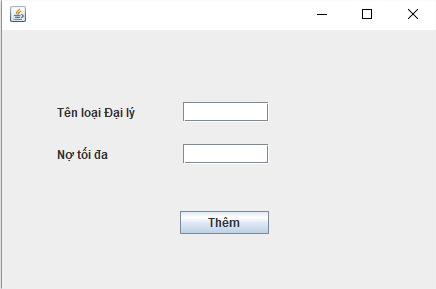 Tên loại Đại lý
Nợ tối đa
Thêm